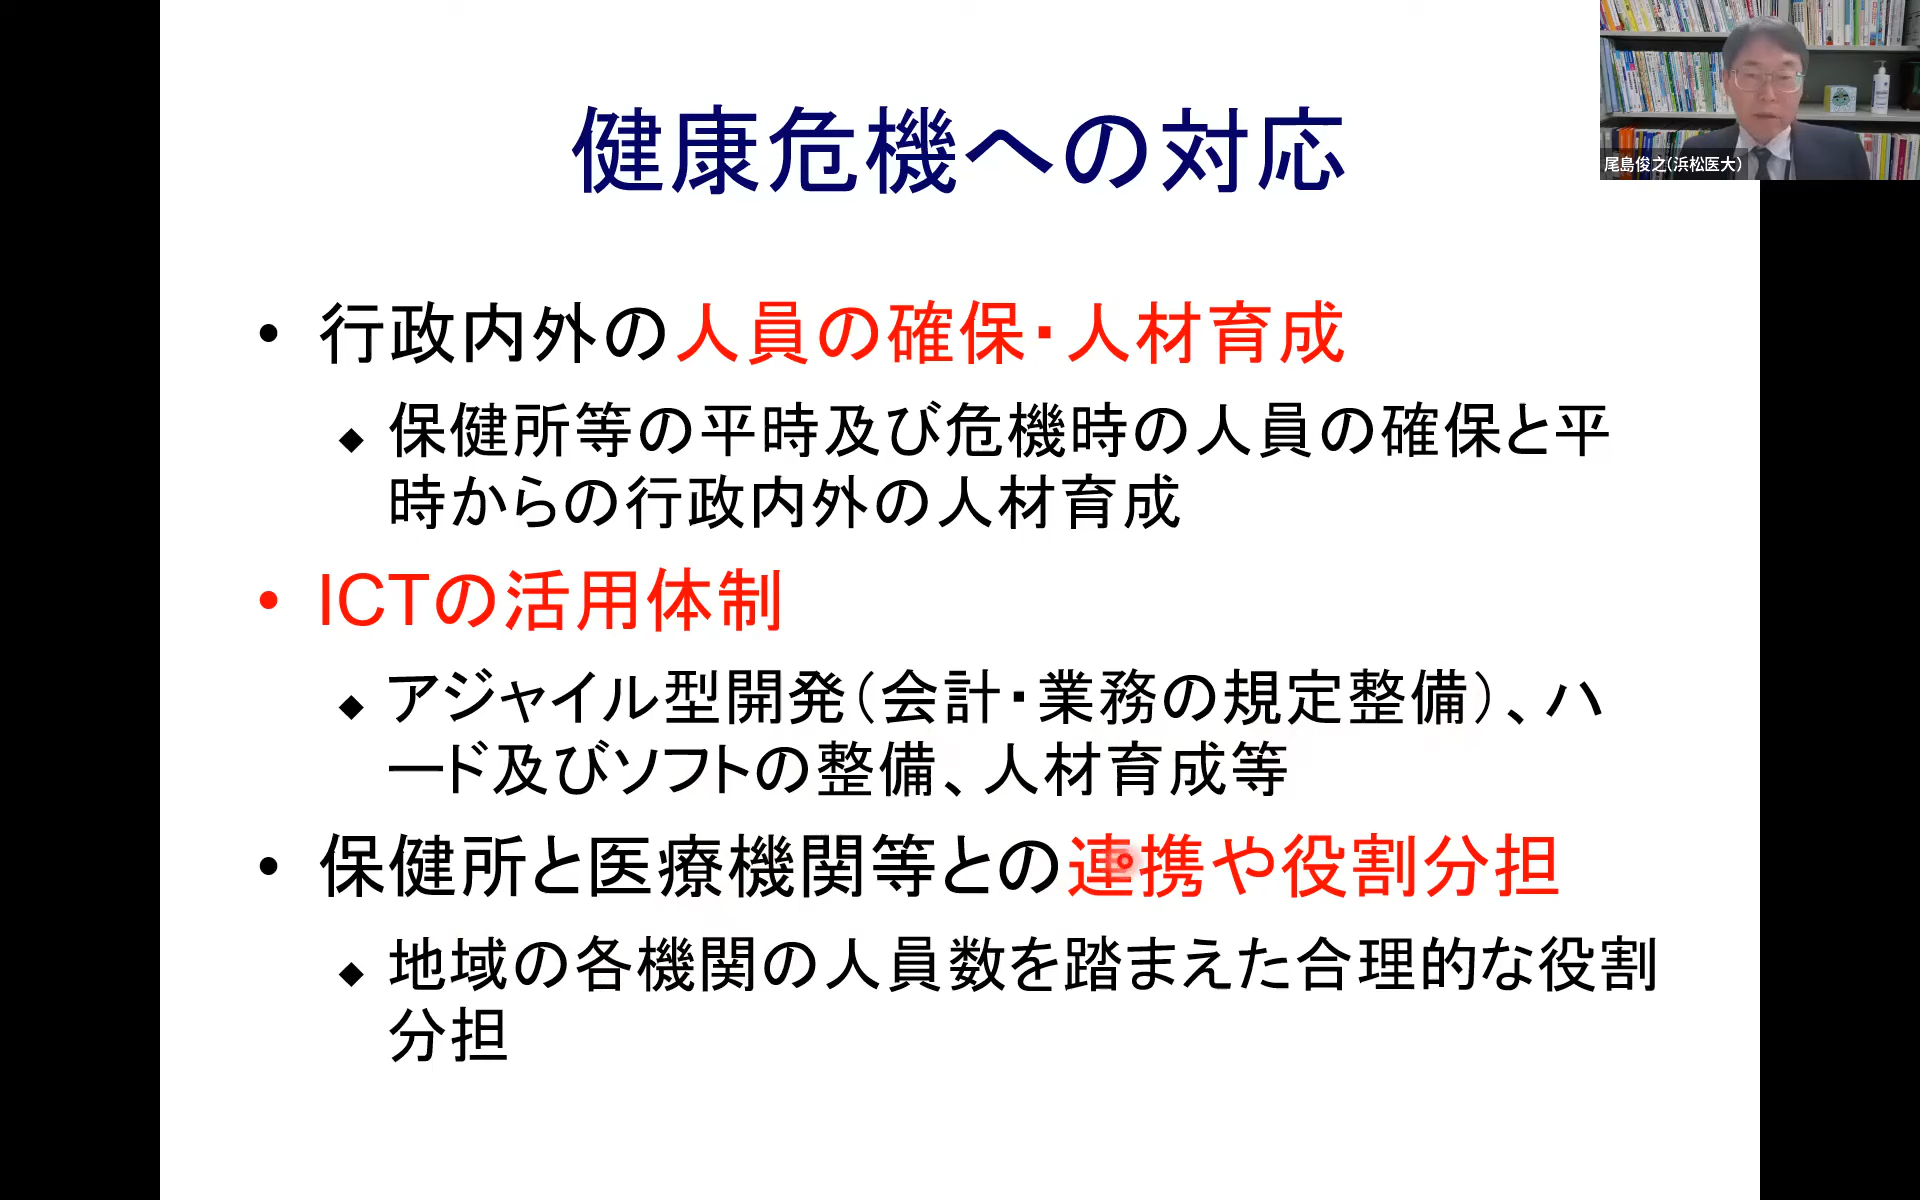 健康危機への対応
尾島俊之(浜松医大)
• 行政内外の人員の確保・人材育成
◆ 保健所等の平時及び危機時の人員の確保と平
時からの行政内外の人材育成
• ICTの活用体制
◆ アジャイル型開発(会計・業務の規定整備)、ハ
ード及びソフトの整備、人材育成等
• 保健所と医療機関等との連携や役割分担
◆ 地域の各機関の人員数を踏まえた合理的な役割
分担